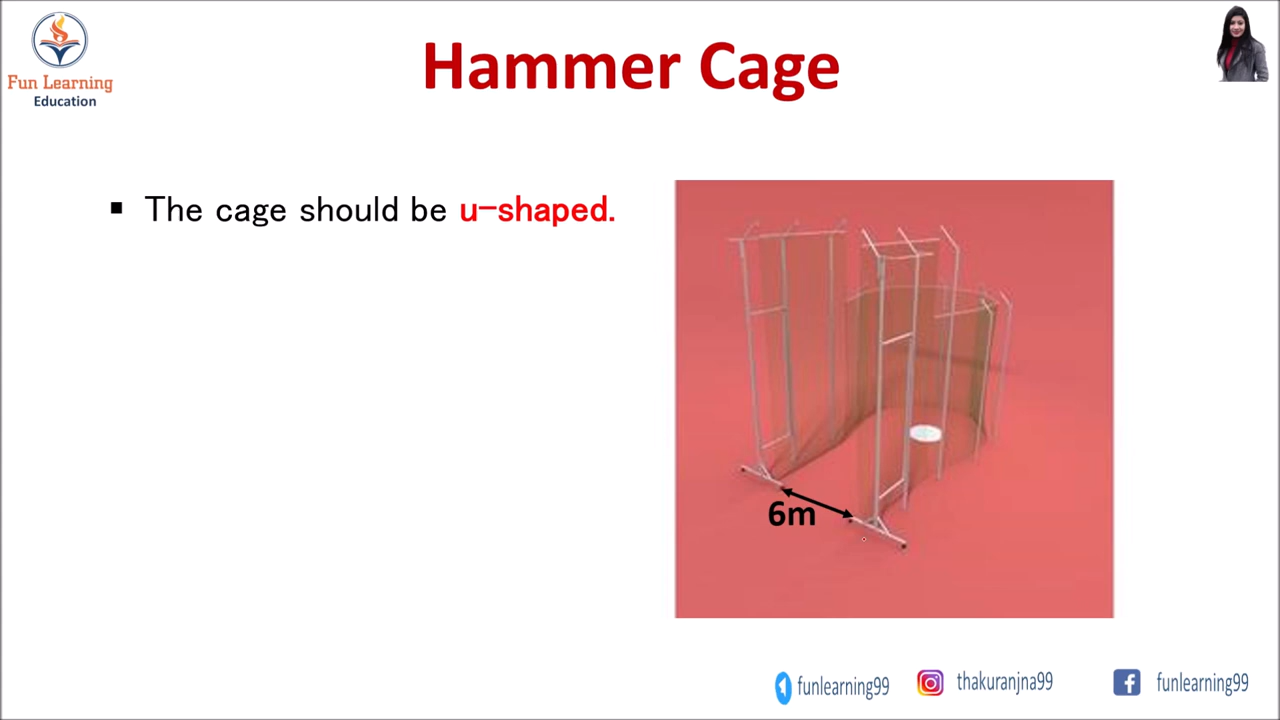 Fun Learning
Education
Hammer Cage
▪ The cage should be u-shaped.
6m
funlearning99
thakuranjna99
funlearning99